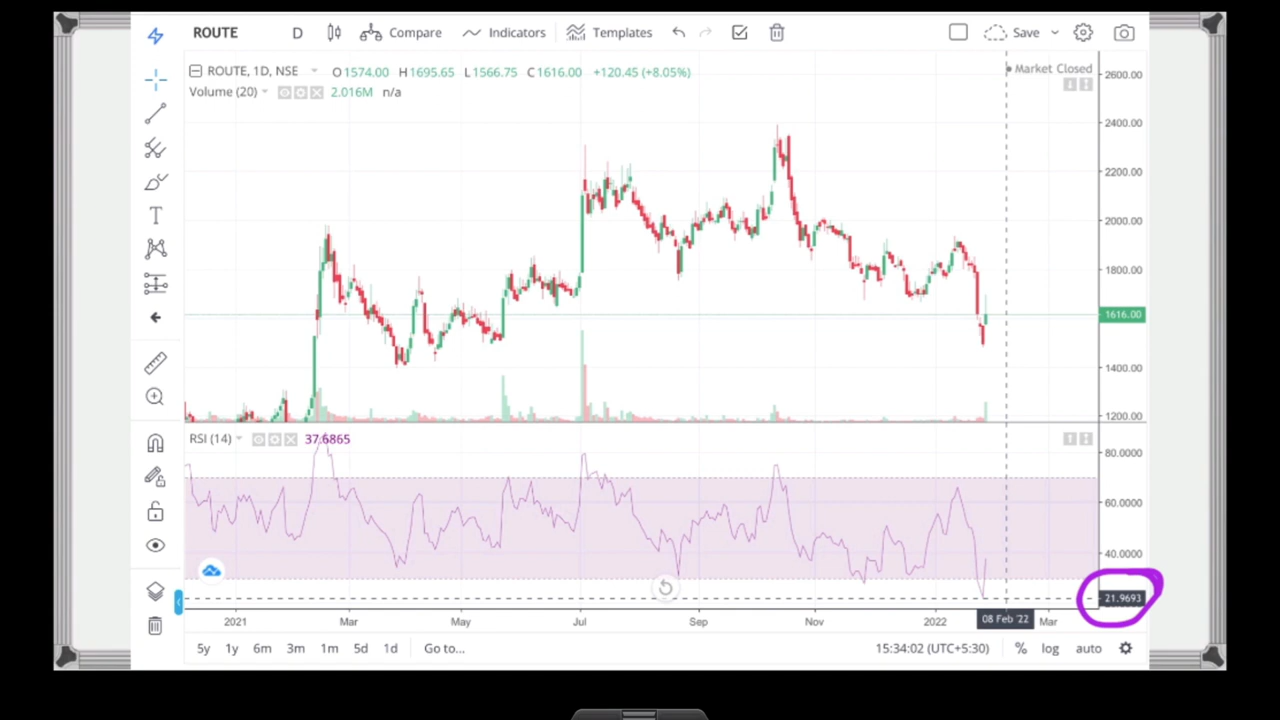 ROUTE D Compare Indicators Templates Save
ROUTE, 1D, NSE O1574.00 H1695.65 L1566.75 C1616.00 +120.45 (+8.05%)
Market Closed
Volume (20) 2.016M n/a
2600.00
2400.00
2200.00
2000.00
1800.00
1616.00
1400.00
1200.00
RSI (14) 37.6865
80.0000
60.0000
40.0000
21.9693
2021 Mar May Jul Sep Nov 2022 08 Feb '22 Mar
5y 1y 6m 3m 1m 5d 1d Go to... 15:34:02 (UTC+5:30) % log auto